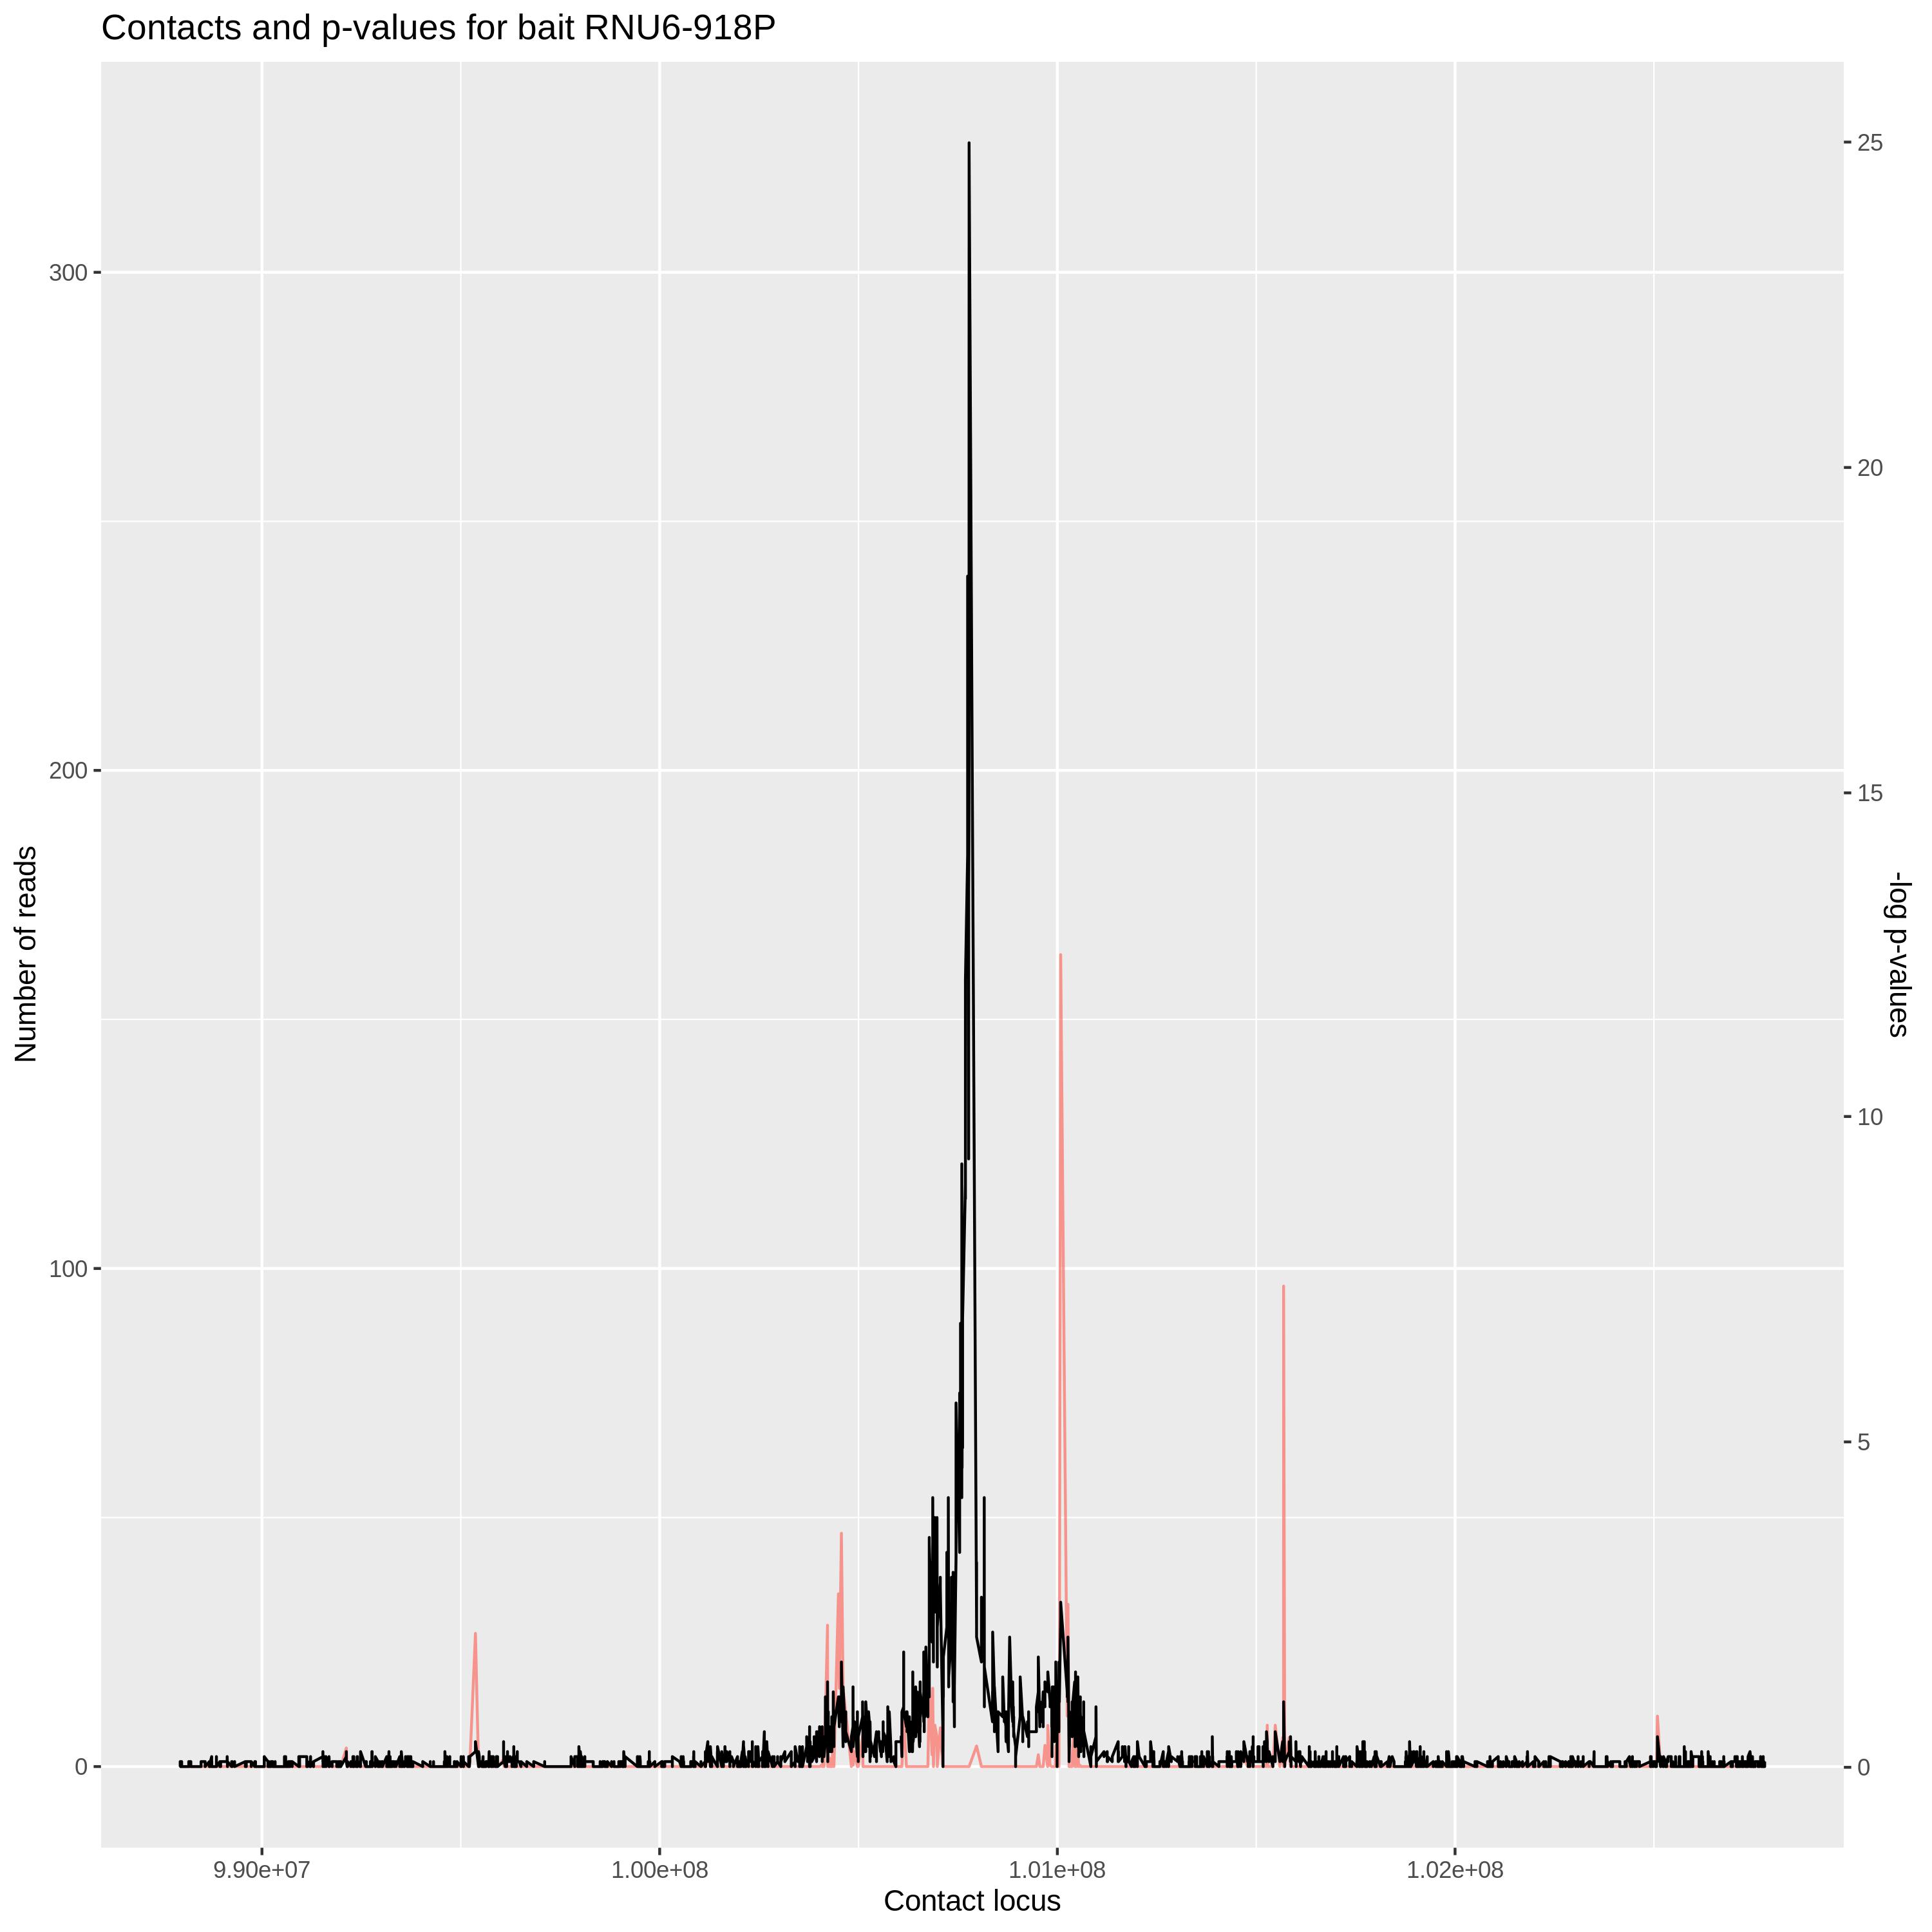 Contacts and p-values for bait RNU6-918P
300
200
100
0
Number of reads
25
20
15
10
5
0
-log p-values
9.90e+07
1.00e+08
1.01e+08
1.02e+08
Contact locus